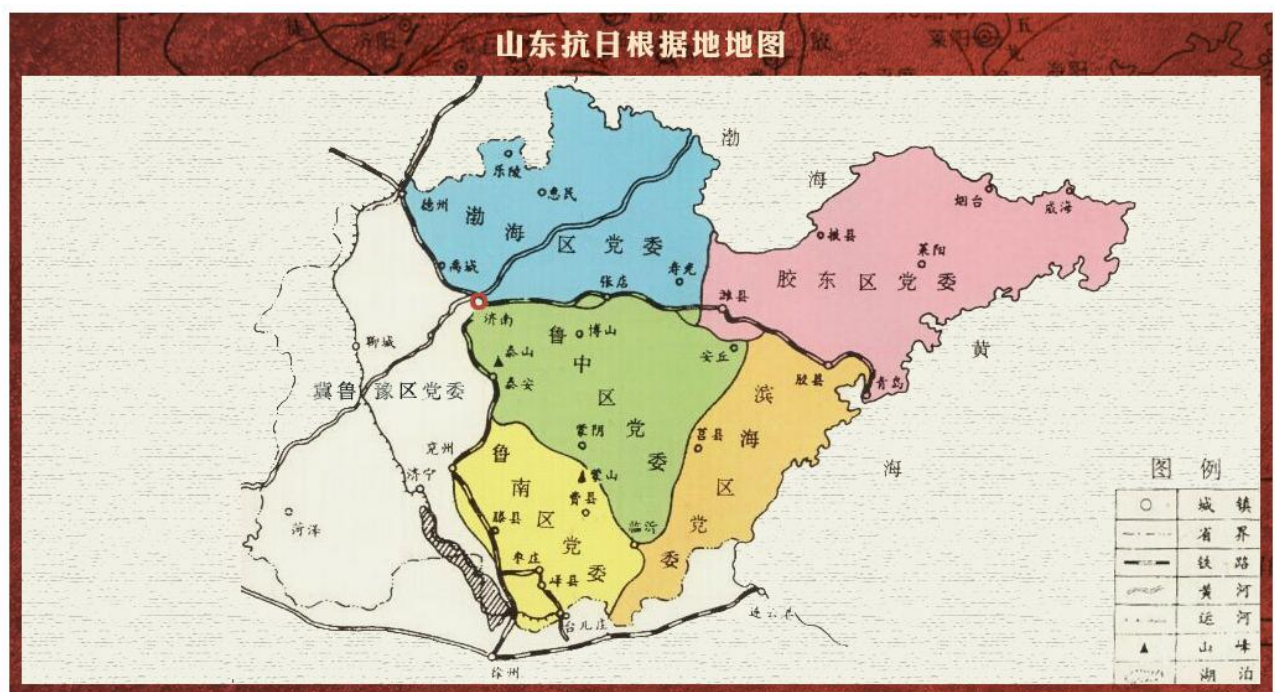 山东抗日根据地地图
渤海
黄海
乐陵
惠民
德州
渤海区党委
禹城
寿光
张店
济南
烟台
威海
掖县
莱阳
胶东区党委
潍县
胶县
青岛
聊城
冀鲁豫区党委
泰山
泰安
博山
安丘
鲁中区党委
蒙阴
蒙山
临沂
滨海区党委
莒县
兖州
济宁
菏泽
鲁南区党委
费县
滕县
枣庄
峄县
台儿庄
徐州
图例
城镇
省界
铁路
黄河
运河
山峰
湖泊